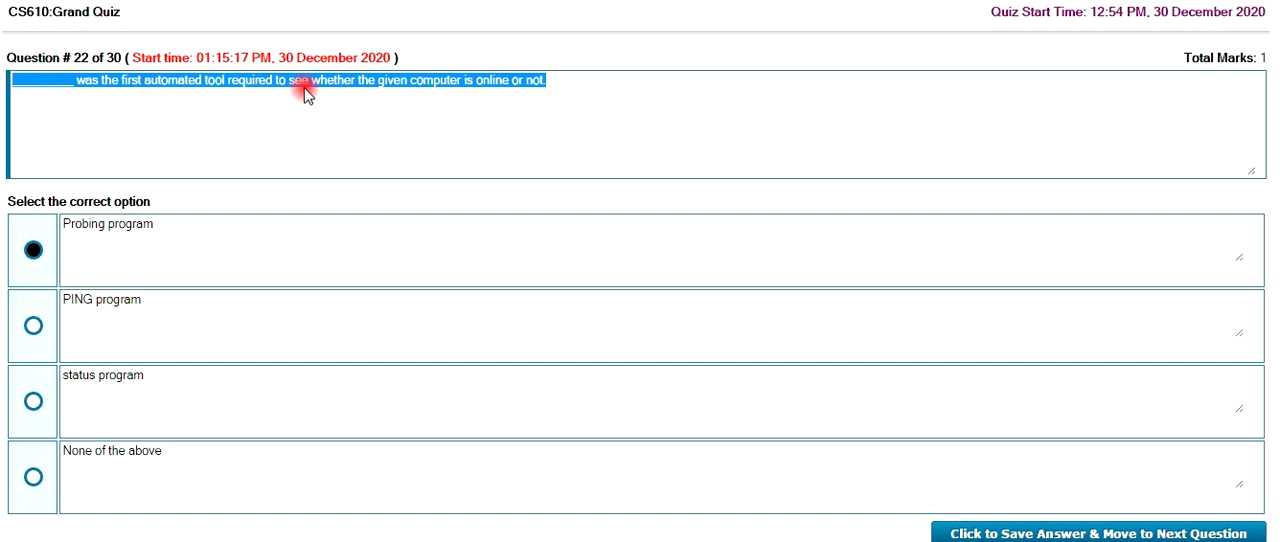 CS610:Grand Quiz
Quiz Start Time: 12:54 PM, 30 December 2020
Question # 22 of 30 ( Start time: 01:15:17 PM, 30 December 2020 )
Total Marks: 1
__________ was the first automated tool required to see whether the given computer is online or not.
Select the correct option
Probing program
PING program
status program
None of the above
Click to Save Answer & Move to Next Question